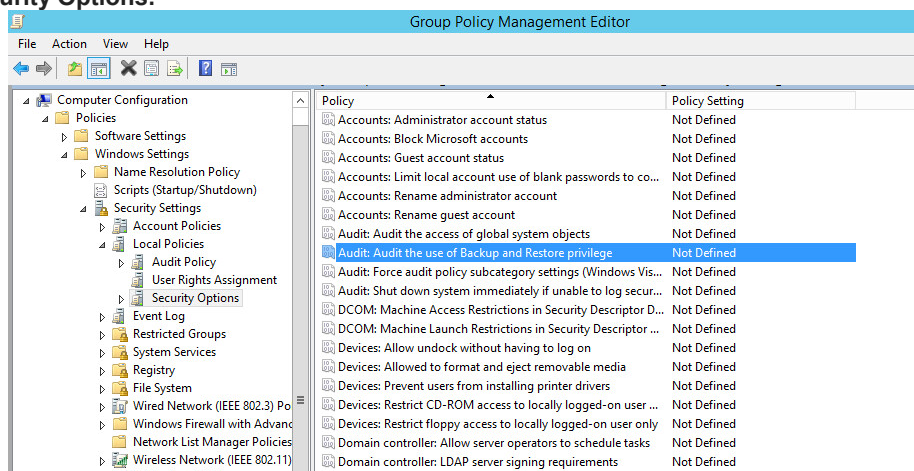 urity Options:
Group Policy Management Editor
File Action View Help
Computer Configuration
Policies
Software Settings
Windows Settings
Name Resolution Policy
Scripts (Startup/Shutdown)
Security Settings
Account Policies
Local Policies
Audit Policy
User Rights Assignment
Security Options
Event Log
Restricted Groups
System Services
Registry
File System
Wired Network (IEEE 802.3) Po
Windows Firewall with Advanc
Network List Manager Policies
Wireless Network (IEEE 802.11)
Policy Policy Setting
Accounts: Administrator account status Not Defined
Accounts: Block Microsoft accounts Not Defined
Accounts: Guest account status Not Defined
Accounts: Limit local account use of blank passwords to co... Not Defined
Accounts: Rename administrator account Not Defined
Accounts: Rename guest account Not Defined
Audit: Audit the access of global system objects Not Defined
Audit: Audit the use of Backup and Restore privilege Not Defined
Audit: Force audit policy subcategory settings (Windows Vis... Not Defined
Audit: Shut down system immediately if unable to log secur... Not Defined
DCOM: Machine Access Restrictions in Security Descriptor D... Not Defined
DCOM: Machine Launch Restrictions in Security Descriptor ... Not Defined
Devices: Allow undock without having to log on Not Defined
Devices: Allowed to format and eject removable media Not Defined
Devices: Prevent users from installing printer drivers Not Defined
Devices: Restrict CD-ROM access to locally logged-on user ... Not Defined
Devices: Restrict floppy access to locally logged-on user only Not Defined
Domain controller: Allow server operators to schedule tasks Not Defined
Domain controller: LDAP server signing requirements Not Defined